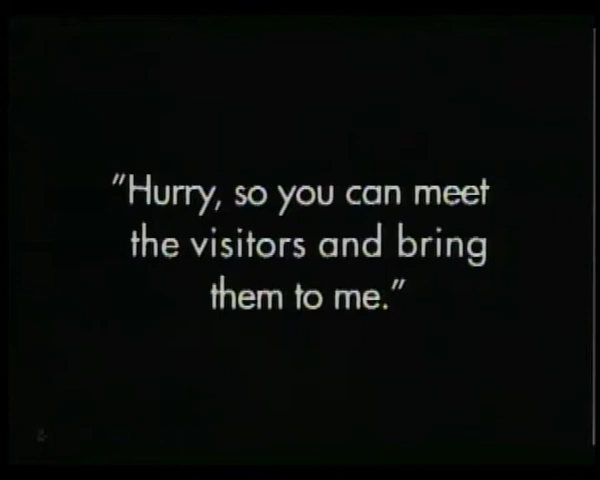 "Hurry, so you can meet
the visitors and bring
them to me."